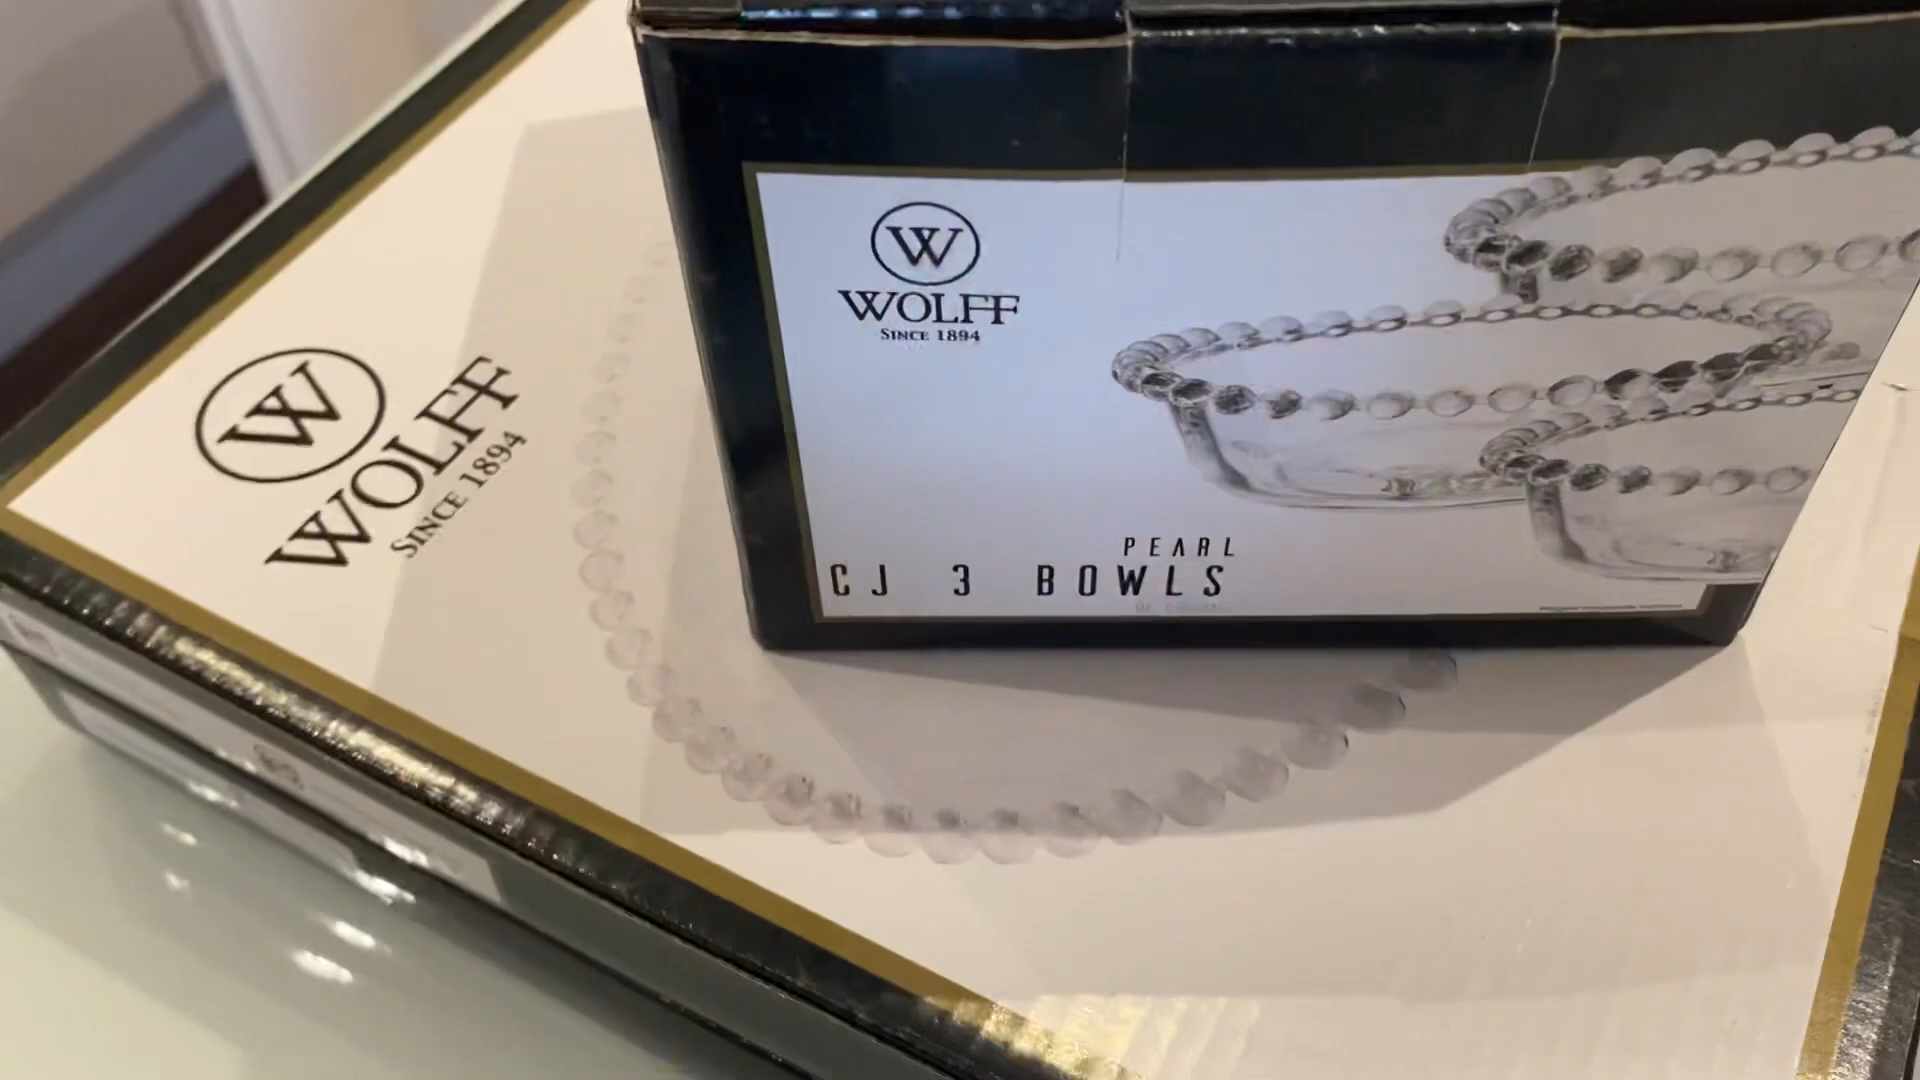 W
WOLFF
SINCE 1894
W
WOLFF
SINCE 1894
PEARL
CJ 3 BOWLS